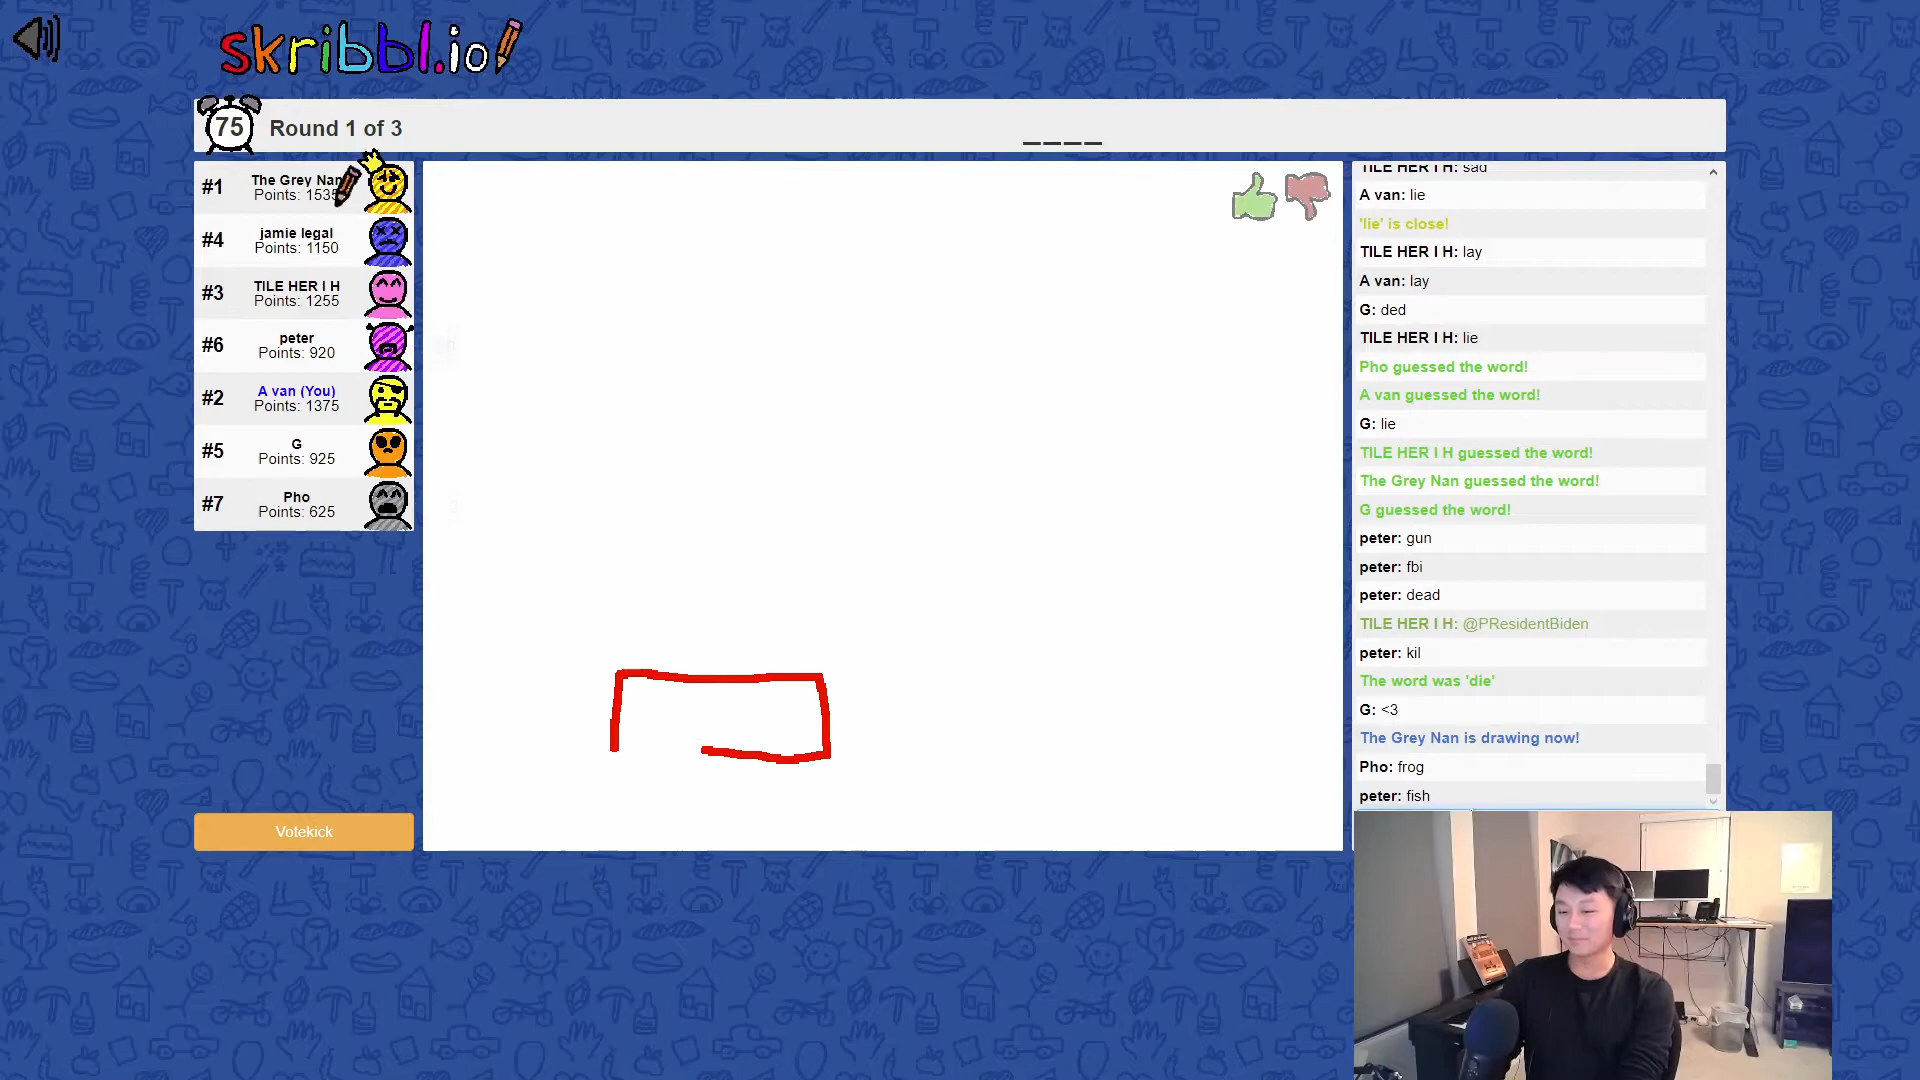 skribbl.io
75
Round 1 of 3
____
#1
The Grey Nan
Points: 1535
#4
jamie legal
Points: 1150
#3
TILE HER I H
Points: 1255
#6
peter
Points: 920
#2
A van (You)
Points: 1375
#5
G
Points: 925
#7
Pho
Points: 625
Votekick
TILE HER I H: sad
A van: lie
'lie' is close!
TILE HER I H: lay
A van: lay
G: ded
TILE HER I H: lie
Pho guessed the word!
A van guessed the word!
G: lie
TILE HER I H guessed the word!
The Grey Nan guessed the word!
G guessed the word!
peter: gun
peter: fbi
peter: dead
TILE HER I H: @PResidentBiden
peter: kil
The word was 'die'
G: <3
The Grey Nan is drawing now!
Pho: frog
peter: fish